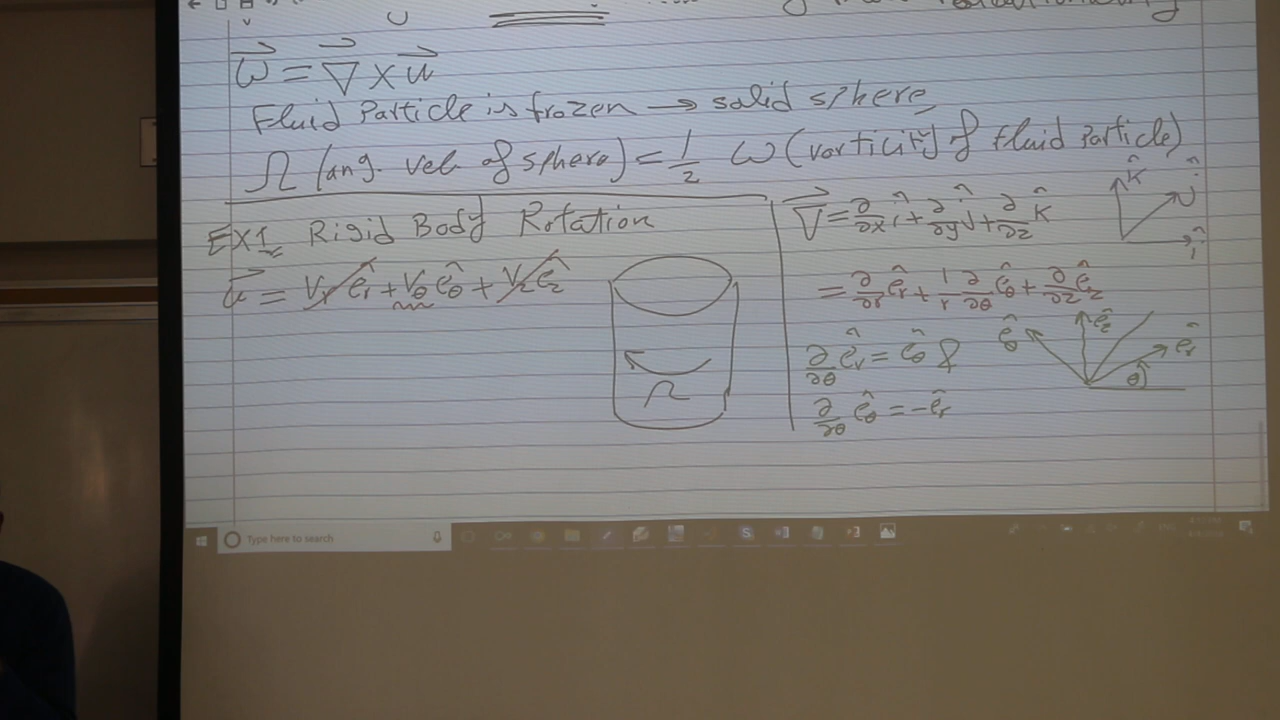 ω⃗ = ∇⃗ × u⃗
Fluid Particle is frozen → solid sphere
Ω (ang. vel. of sphere) = 1/2 ω (vorticity of fluid particle)
EX1 Rigid Body Rotation
u⃗ = Vr êr + Vθ êθ + Vz êz
Ω
∇⃗ = ∂/∂x î + ∂/∂y ĵ + ∂/∂z k̂
k̂ ĵ î
= ∂/∂r êr + 1/r ∂/∂θ êθ + ∂/∂z êz
∂/∂θ êr = êθ &
∂/∂θ êθ = -êr
êθ êz êr θ
Type here to search